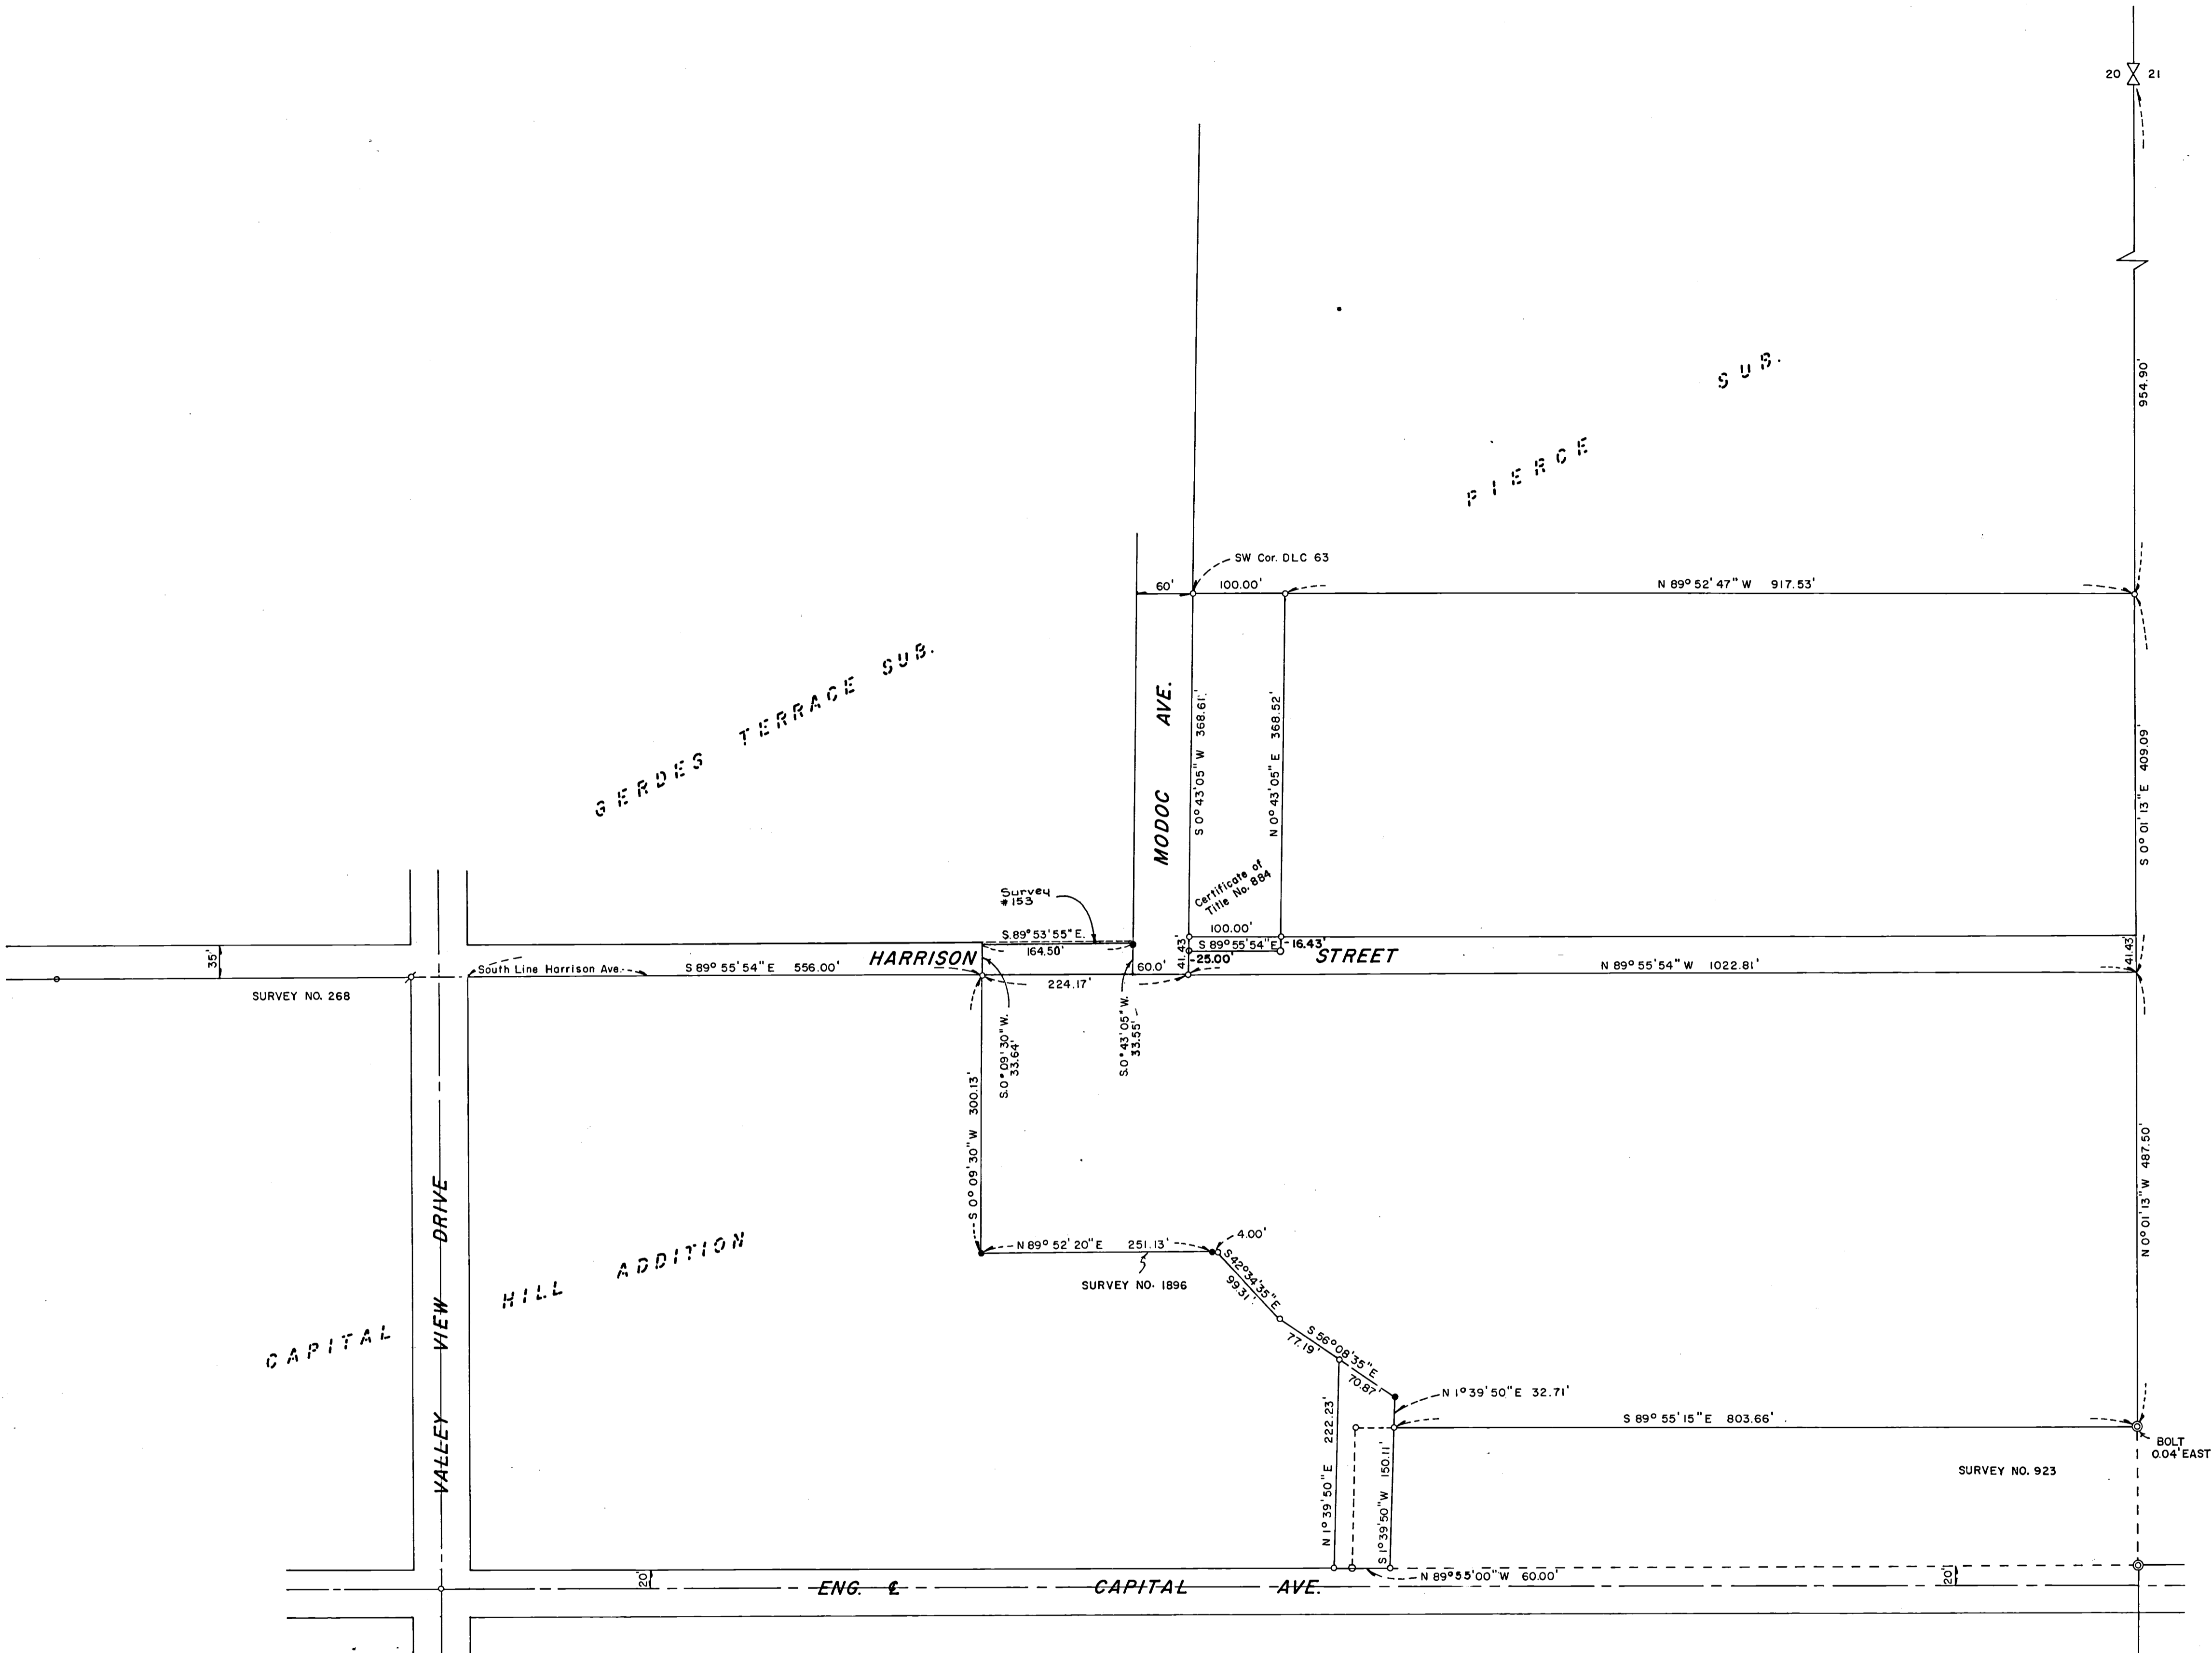 20 21
954.90'
PIERCE SUB.
SW Cor. DLC 63
60' 100.00' N 89° 52' 47" W 917.53'
GERDES TERRACE SUB.
MODOC AVE.
S 0° 43' 05" W 368.61'
N 0° 43' 05" E 368.52'
S 0° 01' 13" E 409.09'
Certificate of
Title No. 884
Survey
#153
S. 89° 53' 55" E.
164.50'
100.00'
S 89° 55' 54" E
16.43'
41.43'
25.00'
41.43'
35'
HARRISON STREET
South Line Harrison Ave.
S 89° 55' 54" E 556.00'
60.0'
N 89° 55' 54" W 1022.81'
SURVEY NO. 268
224.17'
S. 0° 09' 30" W.
33.64'
S. 0° 43' 05" W.
33.55'
S 0° 09' 30" W 300.13'
N 0° 01' 13" W 487.50'
VALLEY VIEW DRIVE
CAPITAL HILL ADDITION
N 89° 52' 20" E 251.13'
4.00'
SURVEY NO. 1896
S 42° 34' 35" E
99.31'
S 56° 08' 35" E
77.19'
70.87'
N 1° 39' 50" E 32.71'
S 89° 55' 15" E 803.66'
BOLT
0.04' EAST
SURVEY NO. 923
N 1° 39' 50" E 222.23'
S 1° 39' 50" W 150.11'
N 89° 55' 00" W 60.00'
20'
20'
ENG. ℄ CAPITAL AVE.